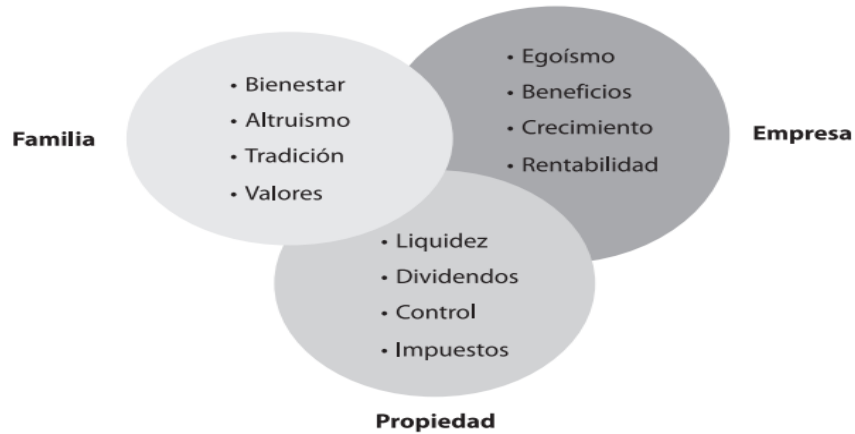 Familia
• Bienestar
• Altruismo
• Tradición
• Valores
• Egoísmo
• Beneficios
• Crecimiento
• Rentabilidad
Empresa
• Liquidez
• Dividendos
• Control
• Impuestos
Propiedad